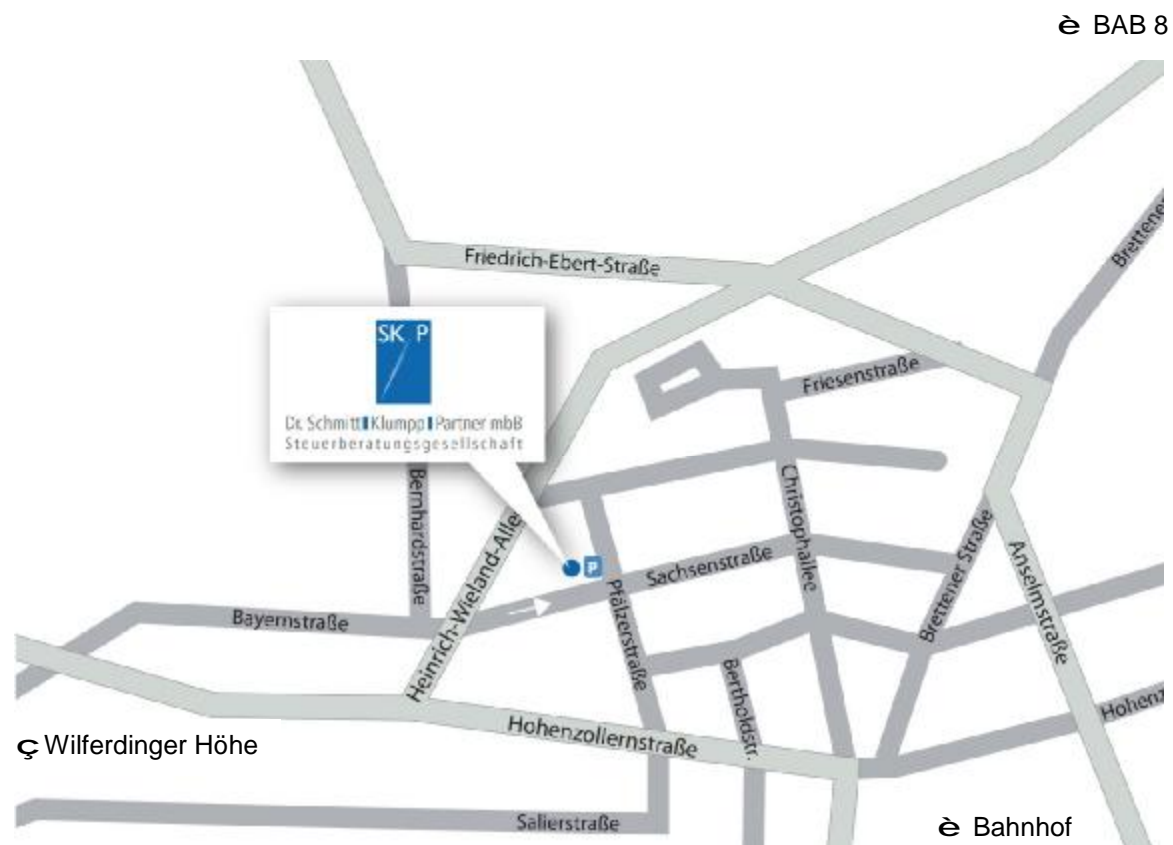 è BAB 8
Brettener
Friedrich-Ebert-Straße
SK P
Dr. Schmitt Klumpp Partner mbB
Steuerberatungsgesellschaft
Friesenstraße
Bernhardstraße
Christophallee
Heinrich-Wieland-Allee
P
Sachsenstraße
Brettener Straße
Anselmstraße
Pfälzerstraße
Bayernstraße
Bertholdstr.
Hohenz
Hohenzollernstraße
ç Wilferdinger Höhe
Salierstraße
è Bahnhof